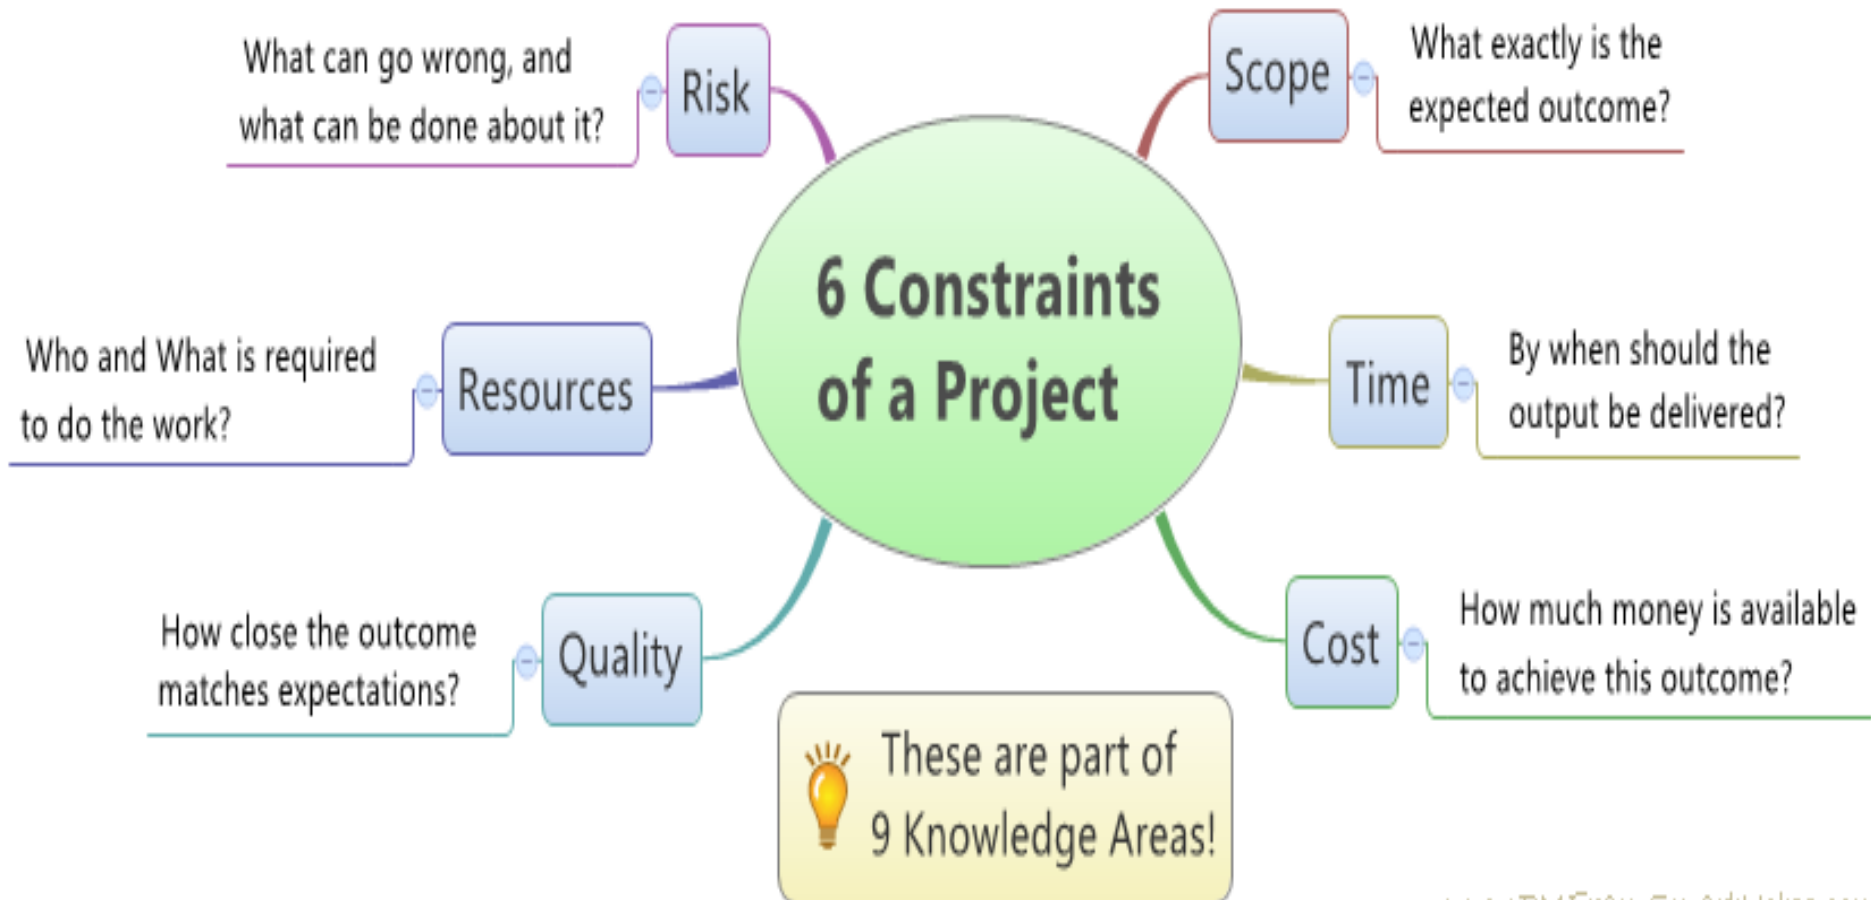 What can go wrong, and
what can be done about it?
Risk
Scope
What exactly is the
expected outcome?
6 Constraints
of a Project
Who and What is required
to do the work?
Resources
Time
By when should the
output be delivered?
How close the outcome
matches expectations?
Quality
Cost
How much money is available
to achieve this outcome?
These are part of
9 Knowledge Areas!